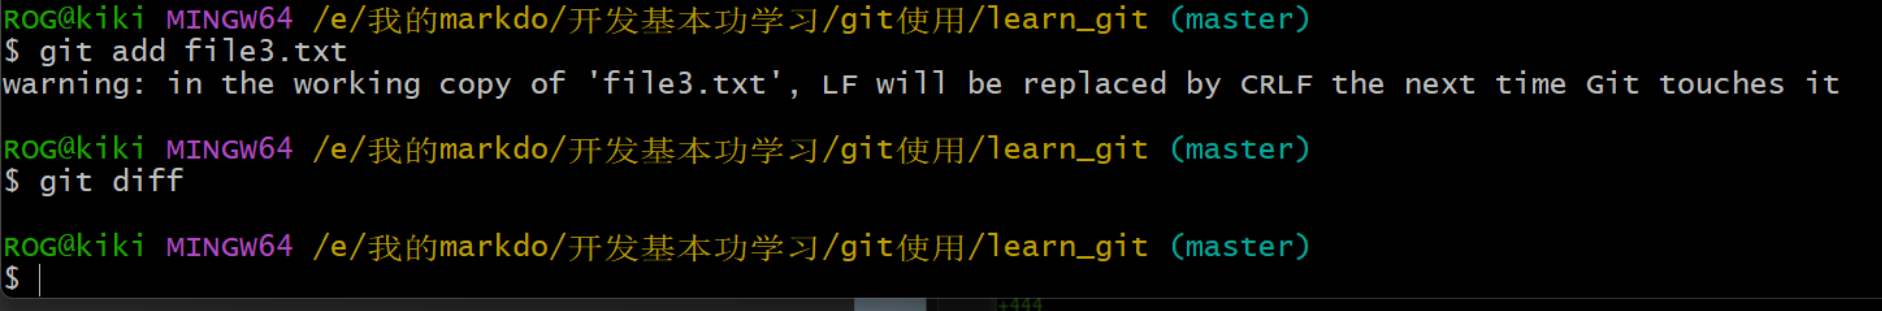 ROG@kiki MINGW64 /e/我的markdo/开发基本功学习/git使用/learn_git (master)
$ git add file3.txt
warning: in the working copy of 'file3.txt', LF will be replaced by CRLF the next time Git touches it
ROG@kiki MINGW64 /e/我的markdo/开发基本功学习/git使用/learn_git (master)
$ git diff
ROG@kiki MINGW64 /e/我的markdo/开发基本功学习/git使用/learn_git (master)
$
+444